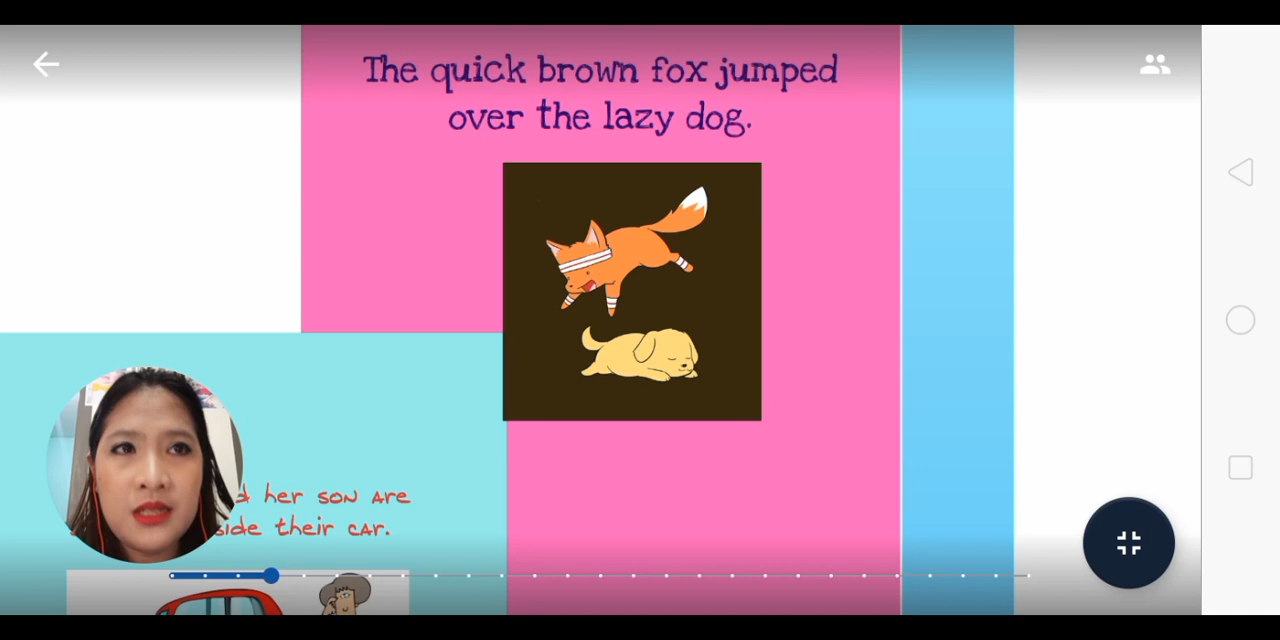 The quick brown fox jumped
over the lazy dog.
her son are
their car.